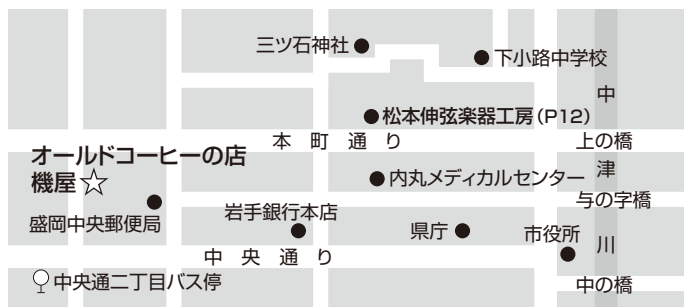 三ツ石神社
下小路中学校
松本伸弦楽器工房(P12)
本町通り
上の橋
オールドコーヒーの店
機屋
内丸メディカルセンター
与の字橋
盛岡中央郵便局
岩手銀行本店
県庁
市役所
中津川
中央通り
中央通二丁目バス停
中の橋